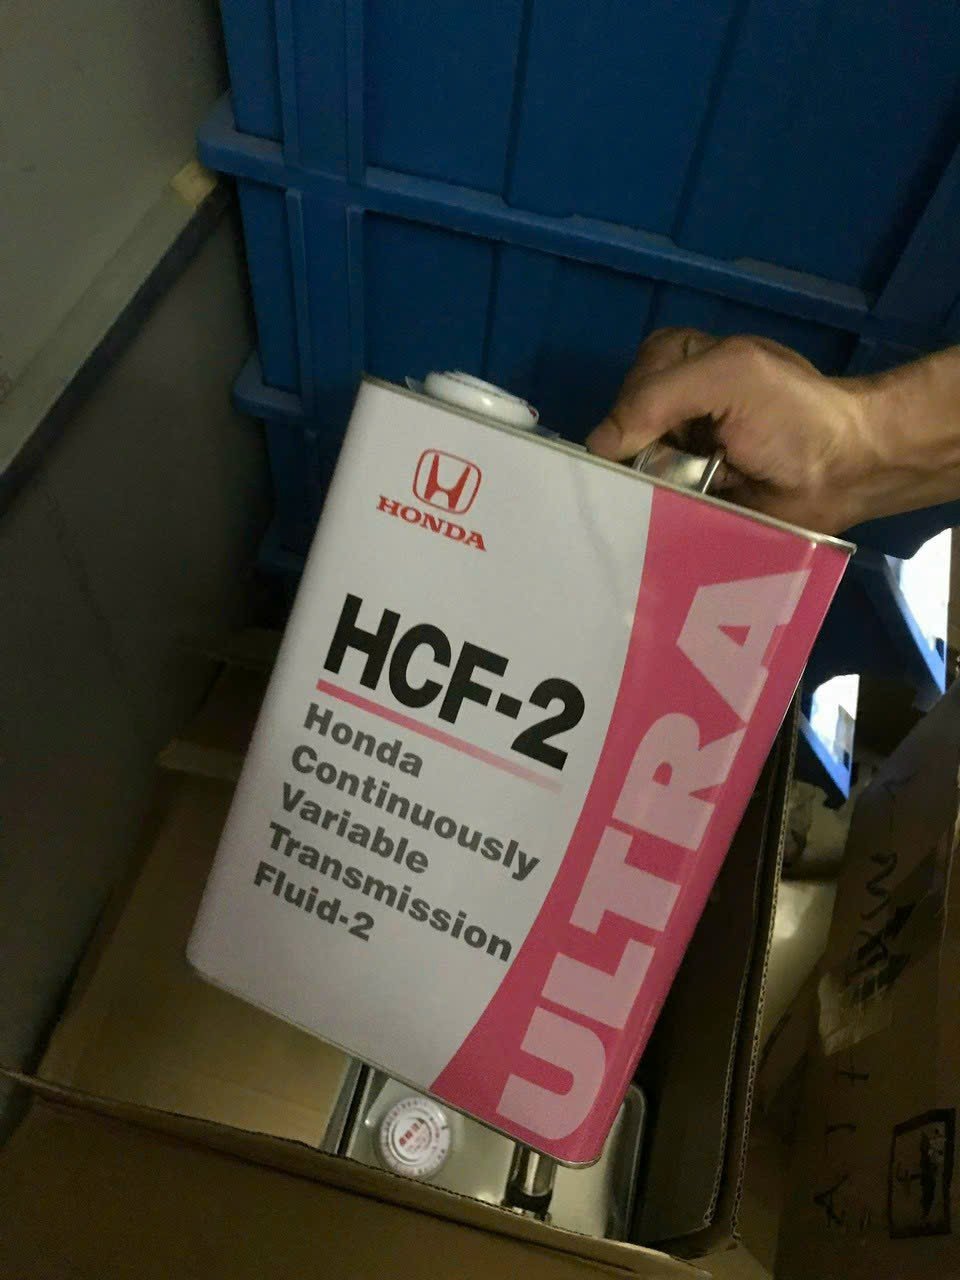 HONDA
HCF-2
Honda
Continuously
Variable
Transmission
Fluid-2
ULTRA